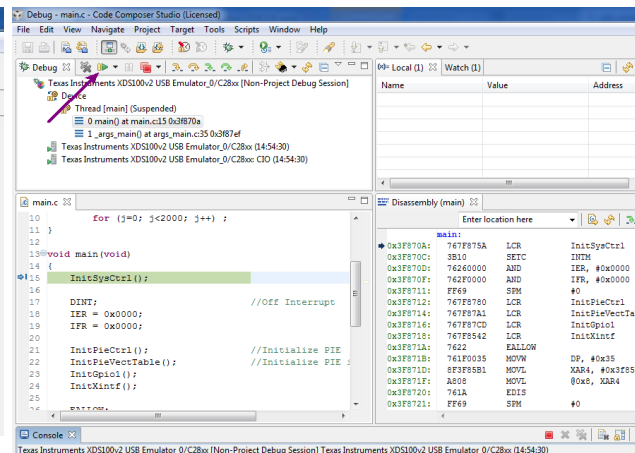 Debug - main.c - Code Composer Studio (Licensed)
File Edit View Navigate Project Target Tools Scripts Window Help
Debug
Texas Instruments XDS100v2 USB Emulator_0/C28xx [Non-Project Debug Session]
Device
Thread [main] (Suspended)
0 main() at main.c:15 0x3f870a
1 _args_main() at args_main.c:35 0x3f87ef
Texas Instruments XDS100v2 USB Emulator_0/C28xx (14:54:30)
Texas Instruments XDS100v2 USB Emulator_0/C28xx: CIO (14:54:30)
(x)= Local (1) Watch (1)
Name Value Address
main.c
10 for (j=0; j<2000; j++) ;
11 }
12
13 void main(void)
14 {
15 InitSysCtrl();
16
17 DINT; //Off Interrupt
18 IER = 0x0000;
19 IFR = 0x0000;
20
21 InitPieCtrl(); //Initialize PIE
22 InitPieVectTable(); //Initialize PIE
23 InitGpio1();
24 InitXintf();
25
26 EALLOW;
Disassembly (main)
Enter location here
main:
0x3F870A: 767F875A LCR InitSysCtrl
0x3F870C: 3B10 SETC INTM
0x3F870D: 76260000 AND IER, #0x0000
0x3F870F: 762F0000 AND IFR, #0x0000
0x3F8711: FF69 SPM #0
0x3F8712: 767F8780 LCR InitPieCtrl
0x3F8714: 767F87A1 LCR InitPieVectTa
0x3F8716: 767F87CD LCR InitGpio1
0x3F8718: 767F8542 LCR InitXintf
0x3F871A: 7622 EALLOW
0x3F871B: 761F0035 MOVW DP, #0x35
0x3F871D: 8F3F85B1 MOVL XAR4, #0x3F85
0x3F871F: A808 MOVL @0x8, XAR4
0x3F8720: 761A EDIS
0x3F8721: FF69 SPM #0
Console
Texas Instruments XDS100v2 USB Emulator_0/C28xx [Non-Project Debug Session] Texas Instruments XDS100v2 USB Emulator_0/C28xx (14:54:30)